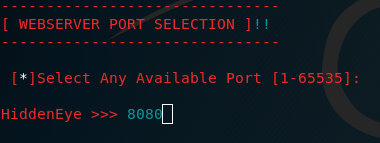 -------------------------------
[ WEBSERVER PORT SELECTION ]!!
-------------------------------
[*]Select Any Available Port [1-65535]:
HiddenEye >>> 8080